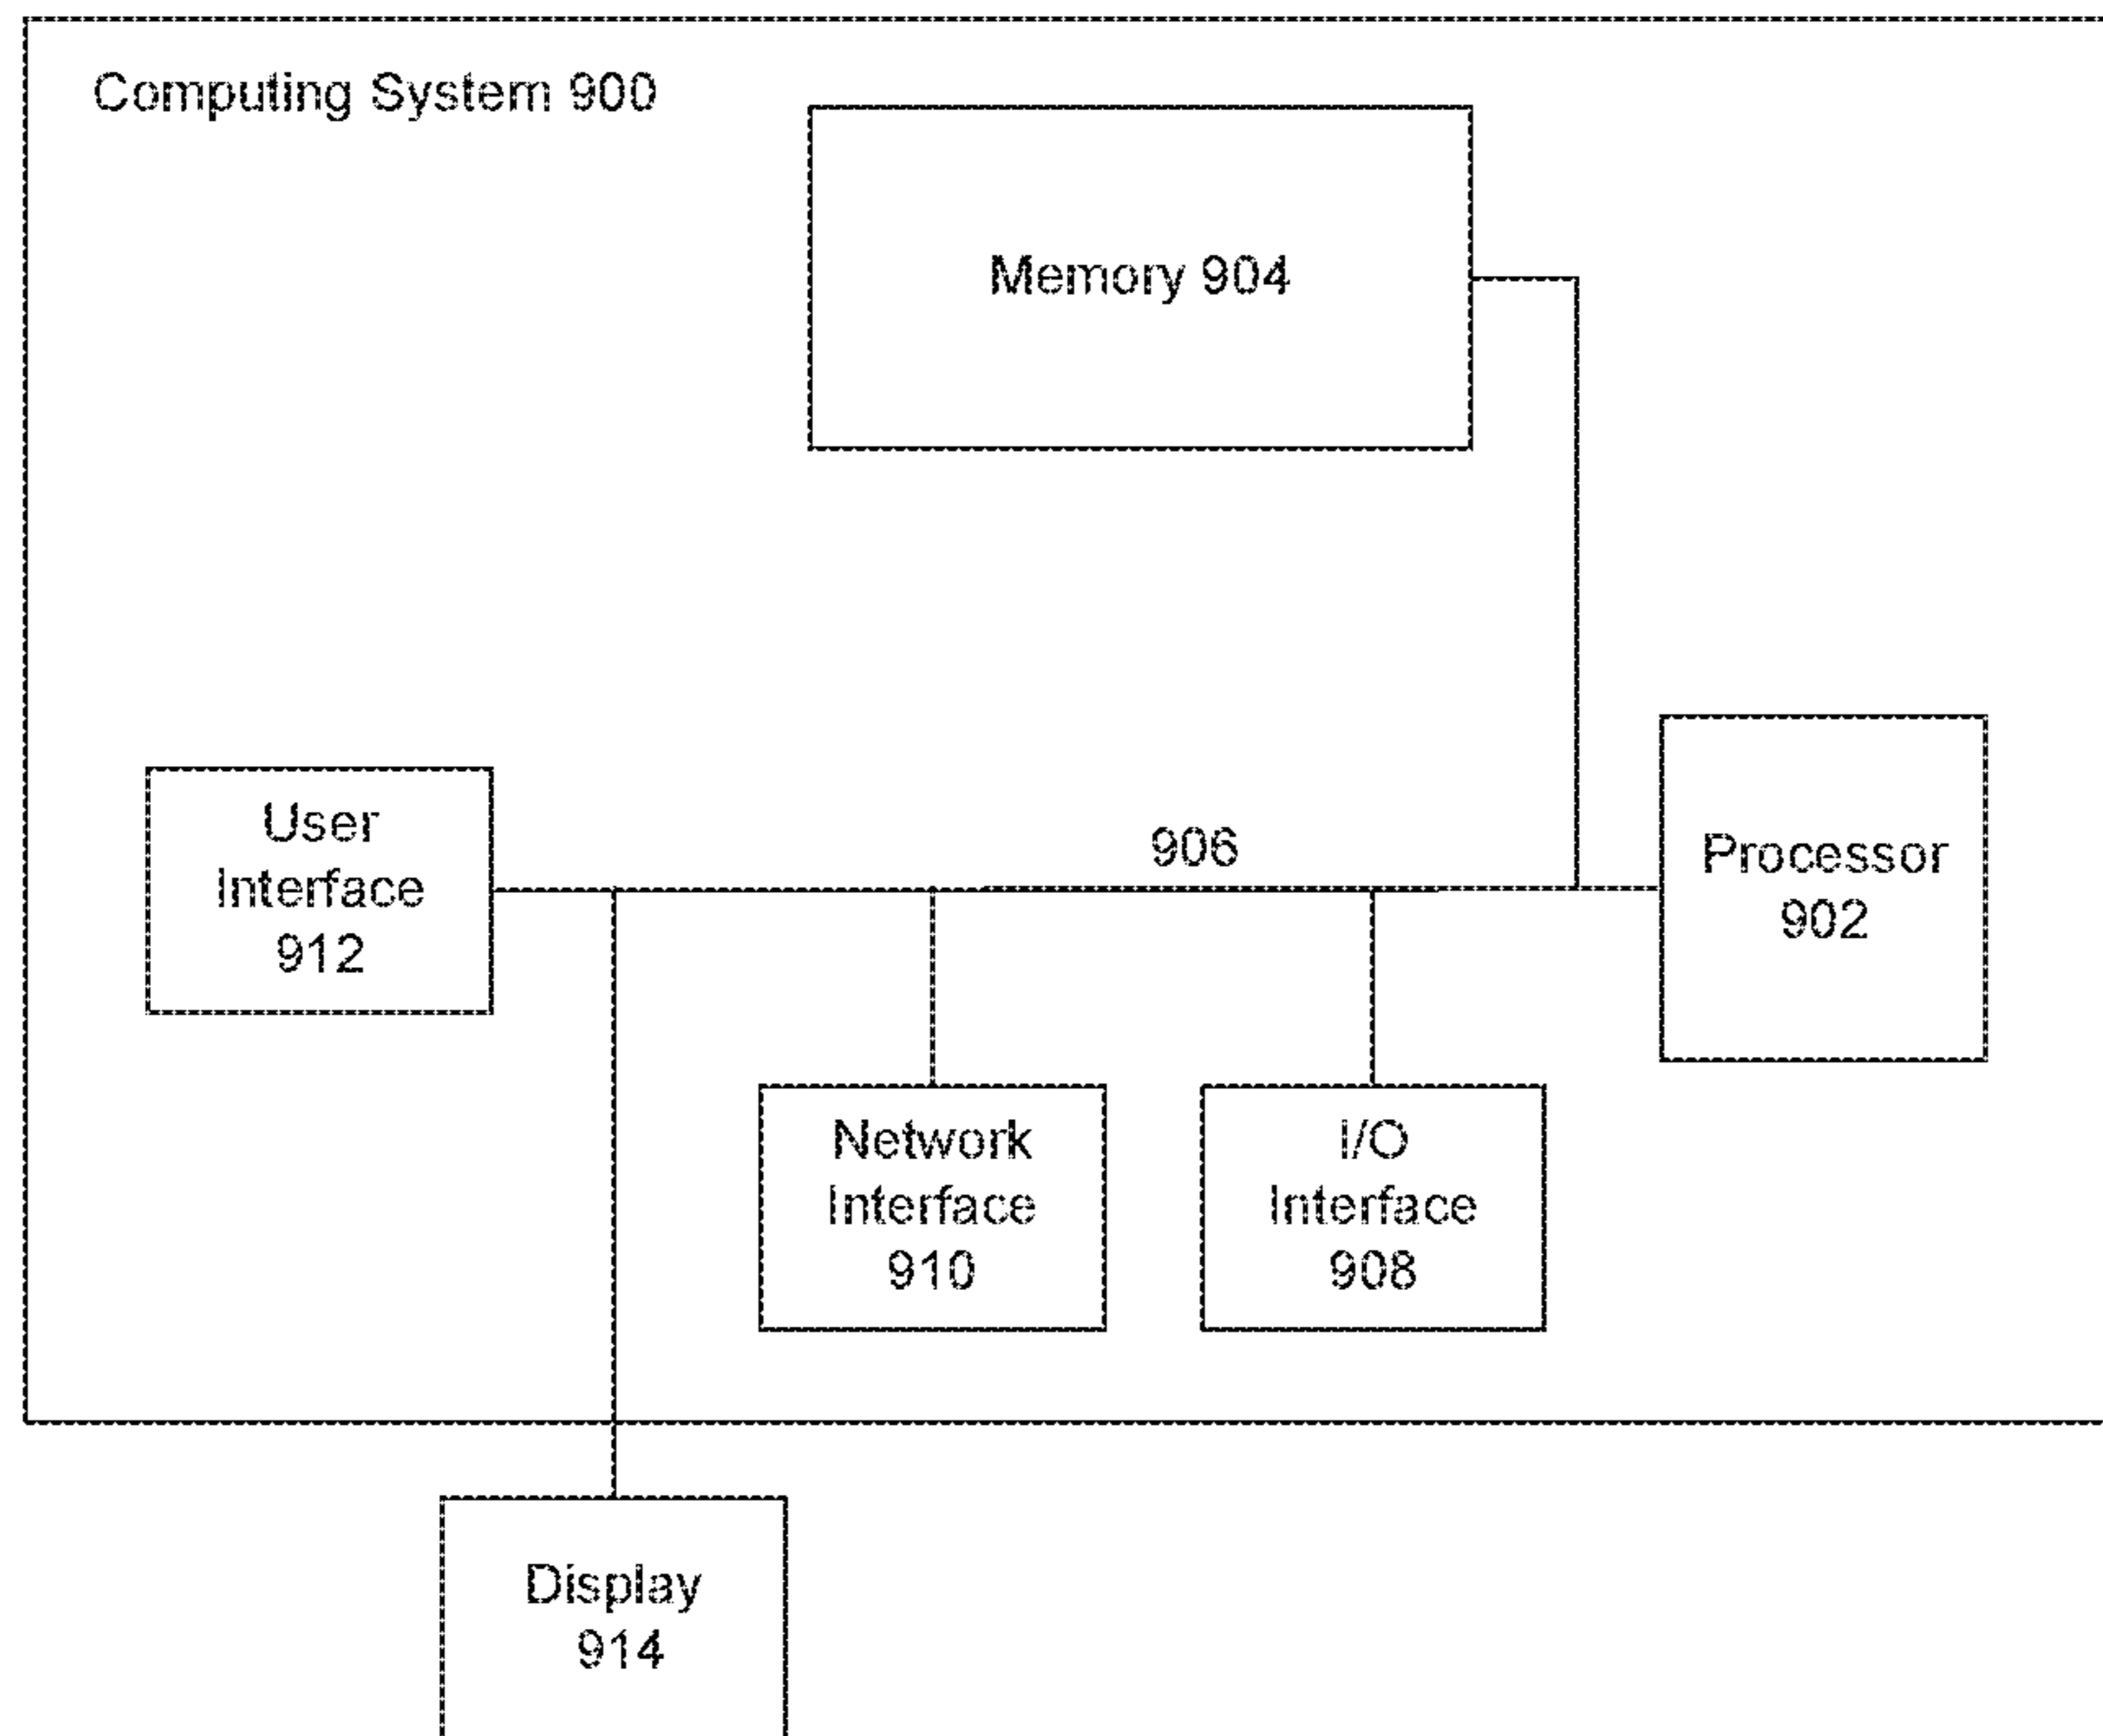 Computing System 900
Memory 904
User
Interface
912
906
Processor
902
Network
Interface
910
I/O
Interface
908
Display
914